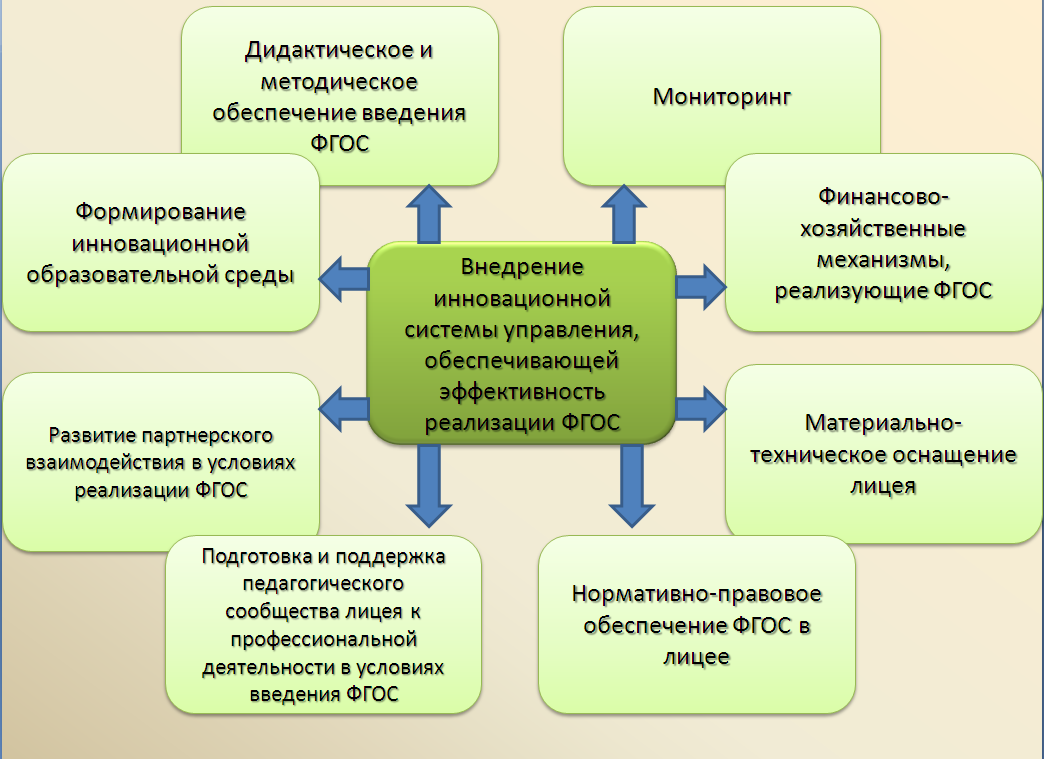 Дидактическое и
методическое
обеспечение введения
ФГОС
Мониторинг
Формирование
инновационной
образовательной среды
Финансово-
хозяйственные
механизмы,
реализующие ФГОС
Внедрение
инновационной
системы управления,
обеспечивающей
эффективность
реализации ФГОС
Развитие партнерского
взаимодействия в условиях
реализации ФГОС
Материально-
техническое оснащение
лицея
Подготовка и поддержка
педагогического
сообщества лицея к
профессиональной
деятельности в условиях
введения ФГОС
Нормативно-правовое
обеспечение ФГОС в
лицее